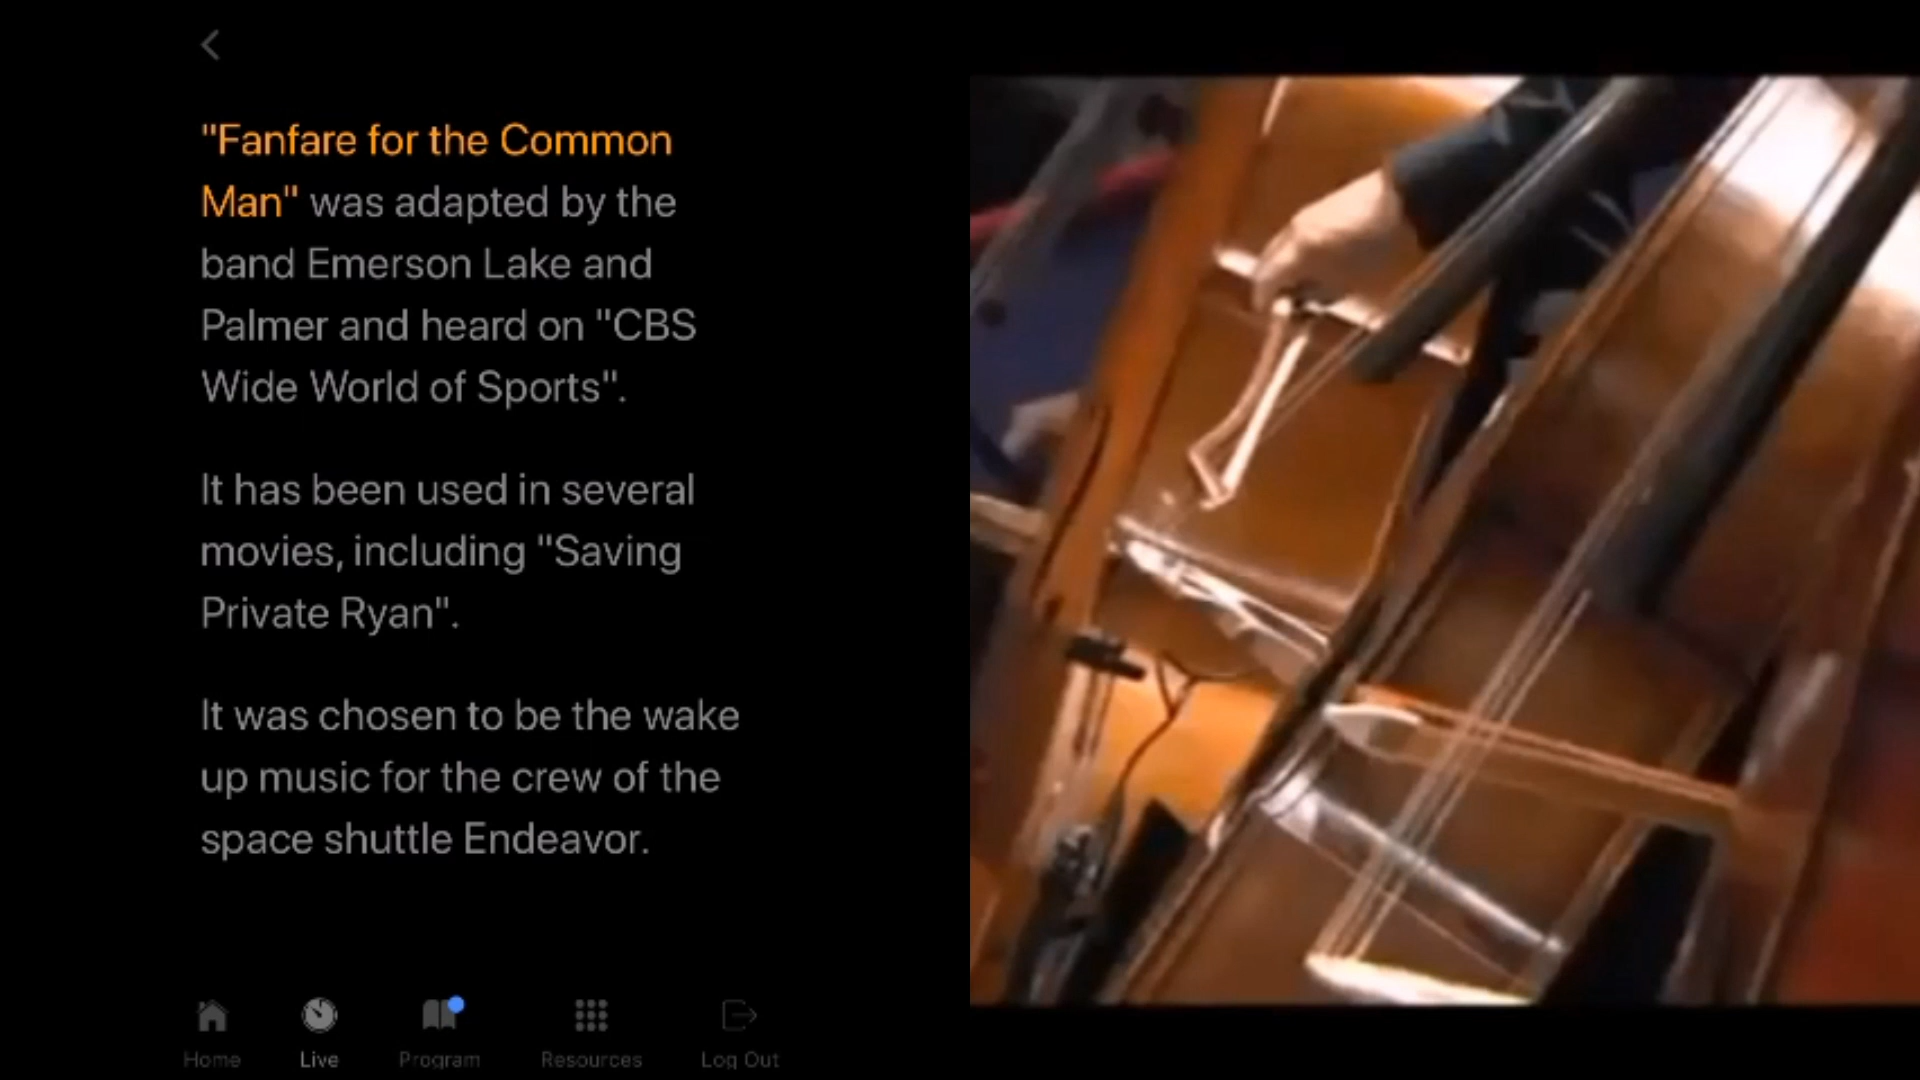 "Fanfare for the Common
Man" was adapted by the
band Emerson Lake and
Palmer and heard on "CBS
Wide World of Sports".
It has been used in several
movies, including "Saving
Private Ryan".
It was chosen to be the wake
up music for the crew of the
space shuttle Endeavor.
Home Live Program Resources Log Out